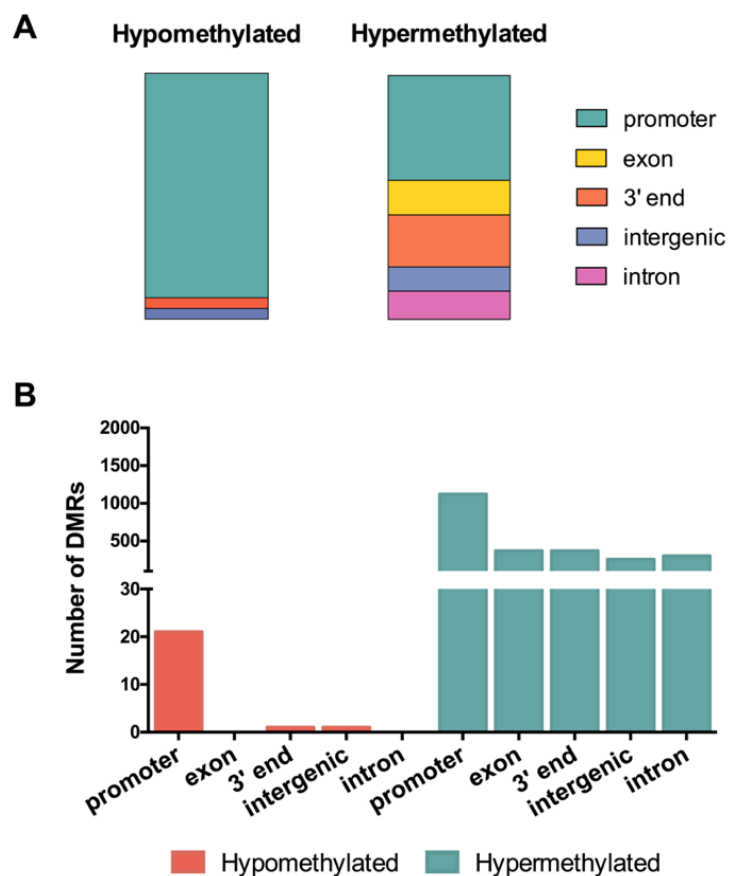 A
Hypomethylated
Hypermethylated
promoter
exon
3' end
intergenic
intron
B
Number of DMRs
2000
1500
1000
500
30
20
10
0
promoter
exon
3' end
intergenic
intron
promoter
exon
3' end
intergenic
intron
Hypomethylated
Hypermethylated